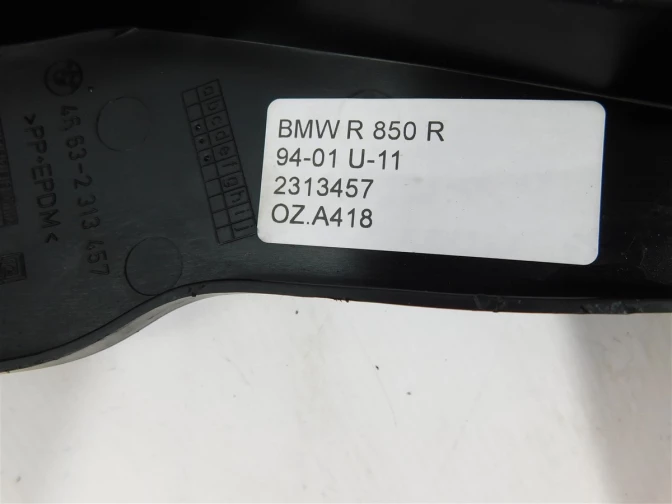 BMW R 850 R
94-01 U-11
2313457
OZ.A418
46.63-2 313 457
>PP+EPDM<
a b c d e f g h i j